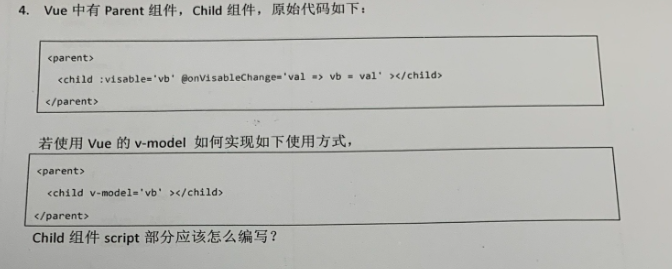 4. Vue 中有 Parent 组件，Child 组件，原始代码如下：
<parent>
<child :visable='vb' @onVisableChange='val => vb = val' ></child>
</parent>
若使用 Vue 的 v-model 如何实现如下使用方式，
<parent>
<child v-model='vb' ></child>
</parent>
Child 组件 script 部分应该怎么编写？